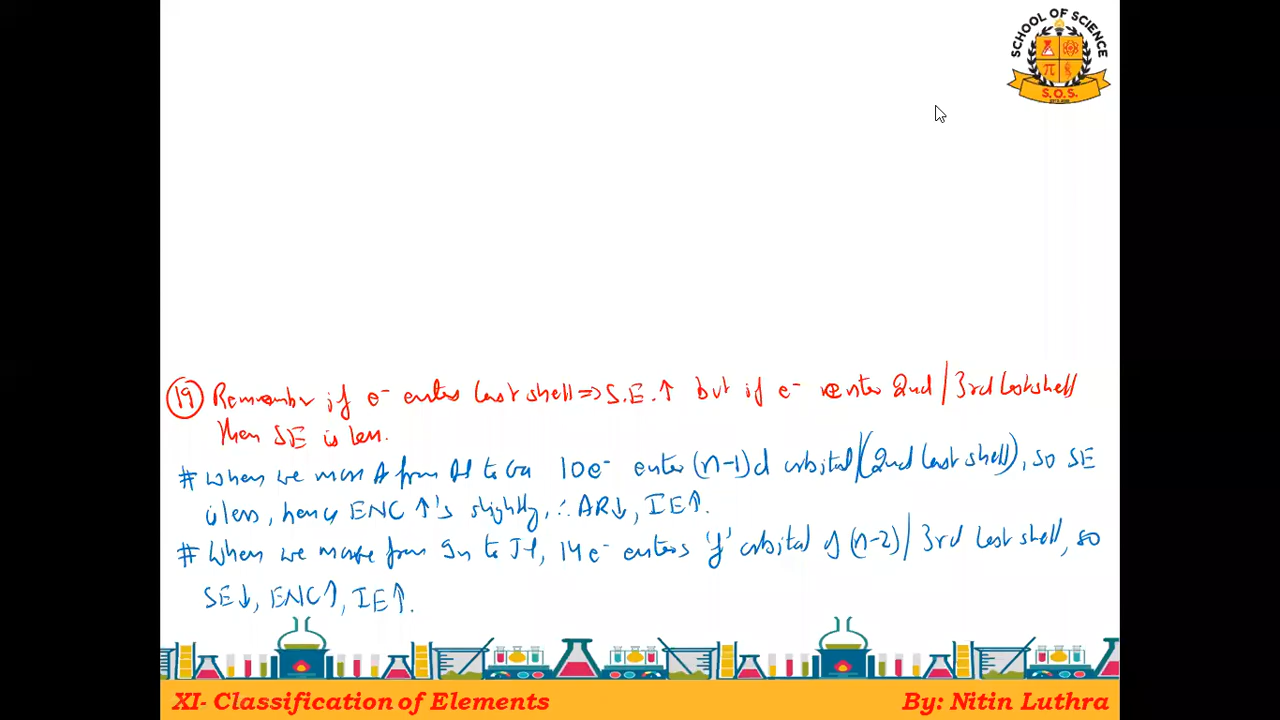 SCHOOL OF SCIENCE
S.O.S.
(19) Remember if e⁻ enters last shell => S.E.↑ but if e⁻ enter 2nd / 3rd last shell
then SE is less.
# When we move from Al to Ga 10e⁻ enter (n-1)d orbital/(2nd last shell), so SE
is less, hence ENC ↑'s slightly, ∴ AR↓, IE↑.
# When we move from In to Tl, 14e⁻ enters 'f' orbital of (n-2)/3rd last shell, so
SE↓, ENC↑, IE↑.
XI- Classification of Elements
By: Nitin Luthra